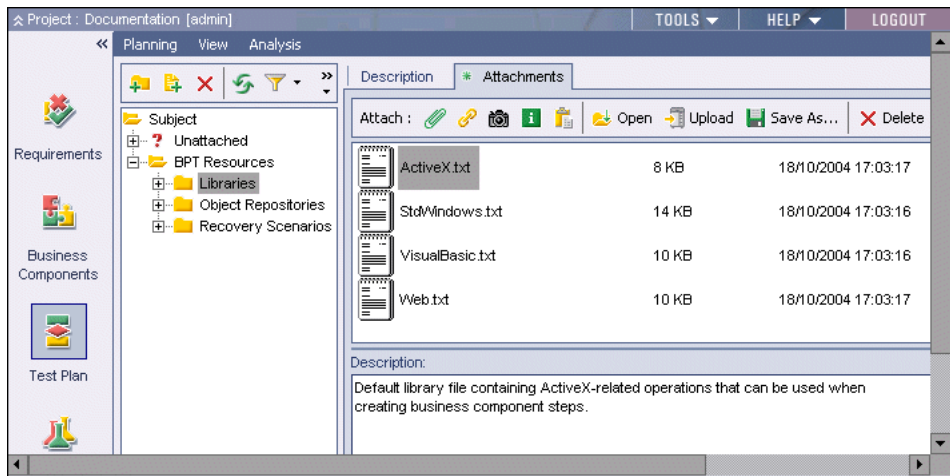 Project : Documentation [admin]
TOOLS
HELP
LOGOUT
«
Planning View Analysis
Requirements
Business
Components
Test Plan
»
Subject
? Unattached
BPT Resources
Libraries
Object Repositories
Recovery Scenarios
Description
* Attachments
Attach : Open Upload Save As... Delete
ActiveX.txt 8 KB 18/10/2004 17:03:17
StdWindows.txt 14 KB 18/10/2004 17:03:16
VisualBasic.txt 10 KB 18/10/2004 17:03:16
Web.txt 10 KB 18/10/2004 17:03:17
Description:
Default library file containing ActiveX-related operations that can be used when
creating business component steps.